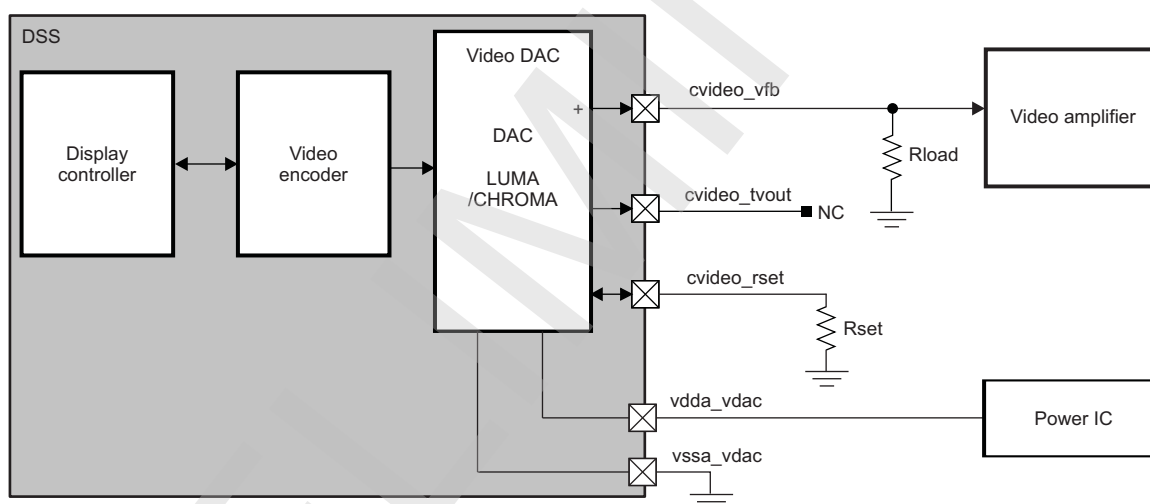 DSS
Display
controller
Video
encoder
Video DAC
+
DAC
LUMA
/CHROMA
cvideo_vfb
Rload
Video amplifier
cvideo_tvout
NC
cvideo_rset
Rset
vdda_vdac
Power IC
vssa_vdac